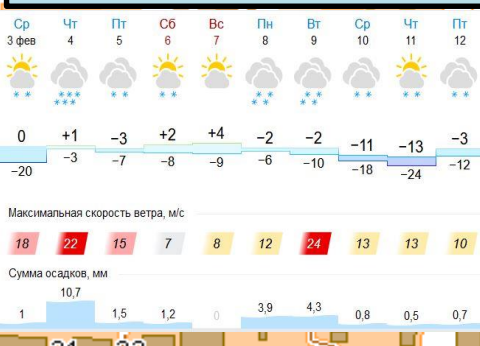 Ср Чт Пт Сб Вс Пн Вт Ср Чт Пт
3 фев 4 5 6 7 8 9 10 11 12
0 +1 −3 +2 +4 −2 −2 −11 −13 −3
−20 −3 −7 −8 −9 −6 −10 −18 −24 −12
Максимальная скорость ветра, м/с
18 22 15 7 8 12 24 13 13 10
Сумма осадков, мм
1 10,7 1,5 1,2 0 3,9 4,3 0,8 0,5 0,7